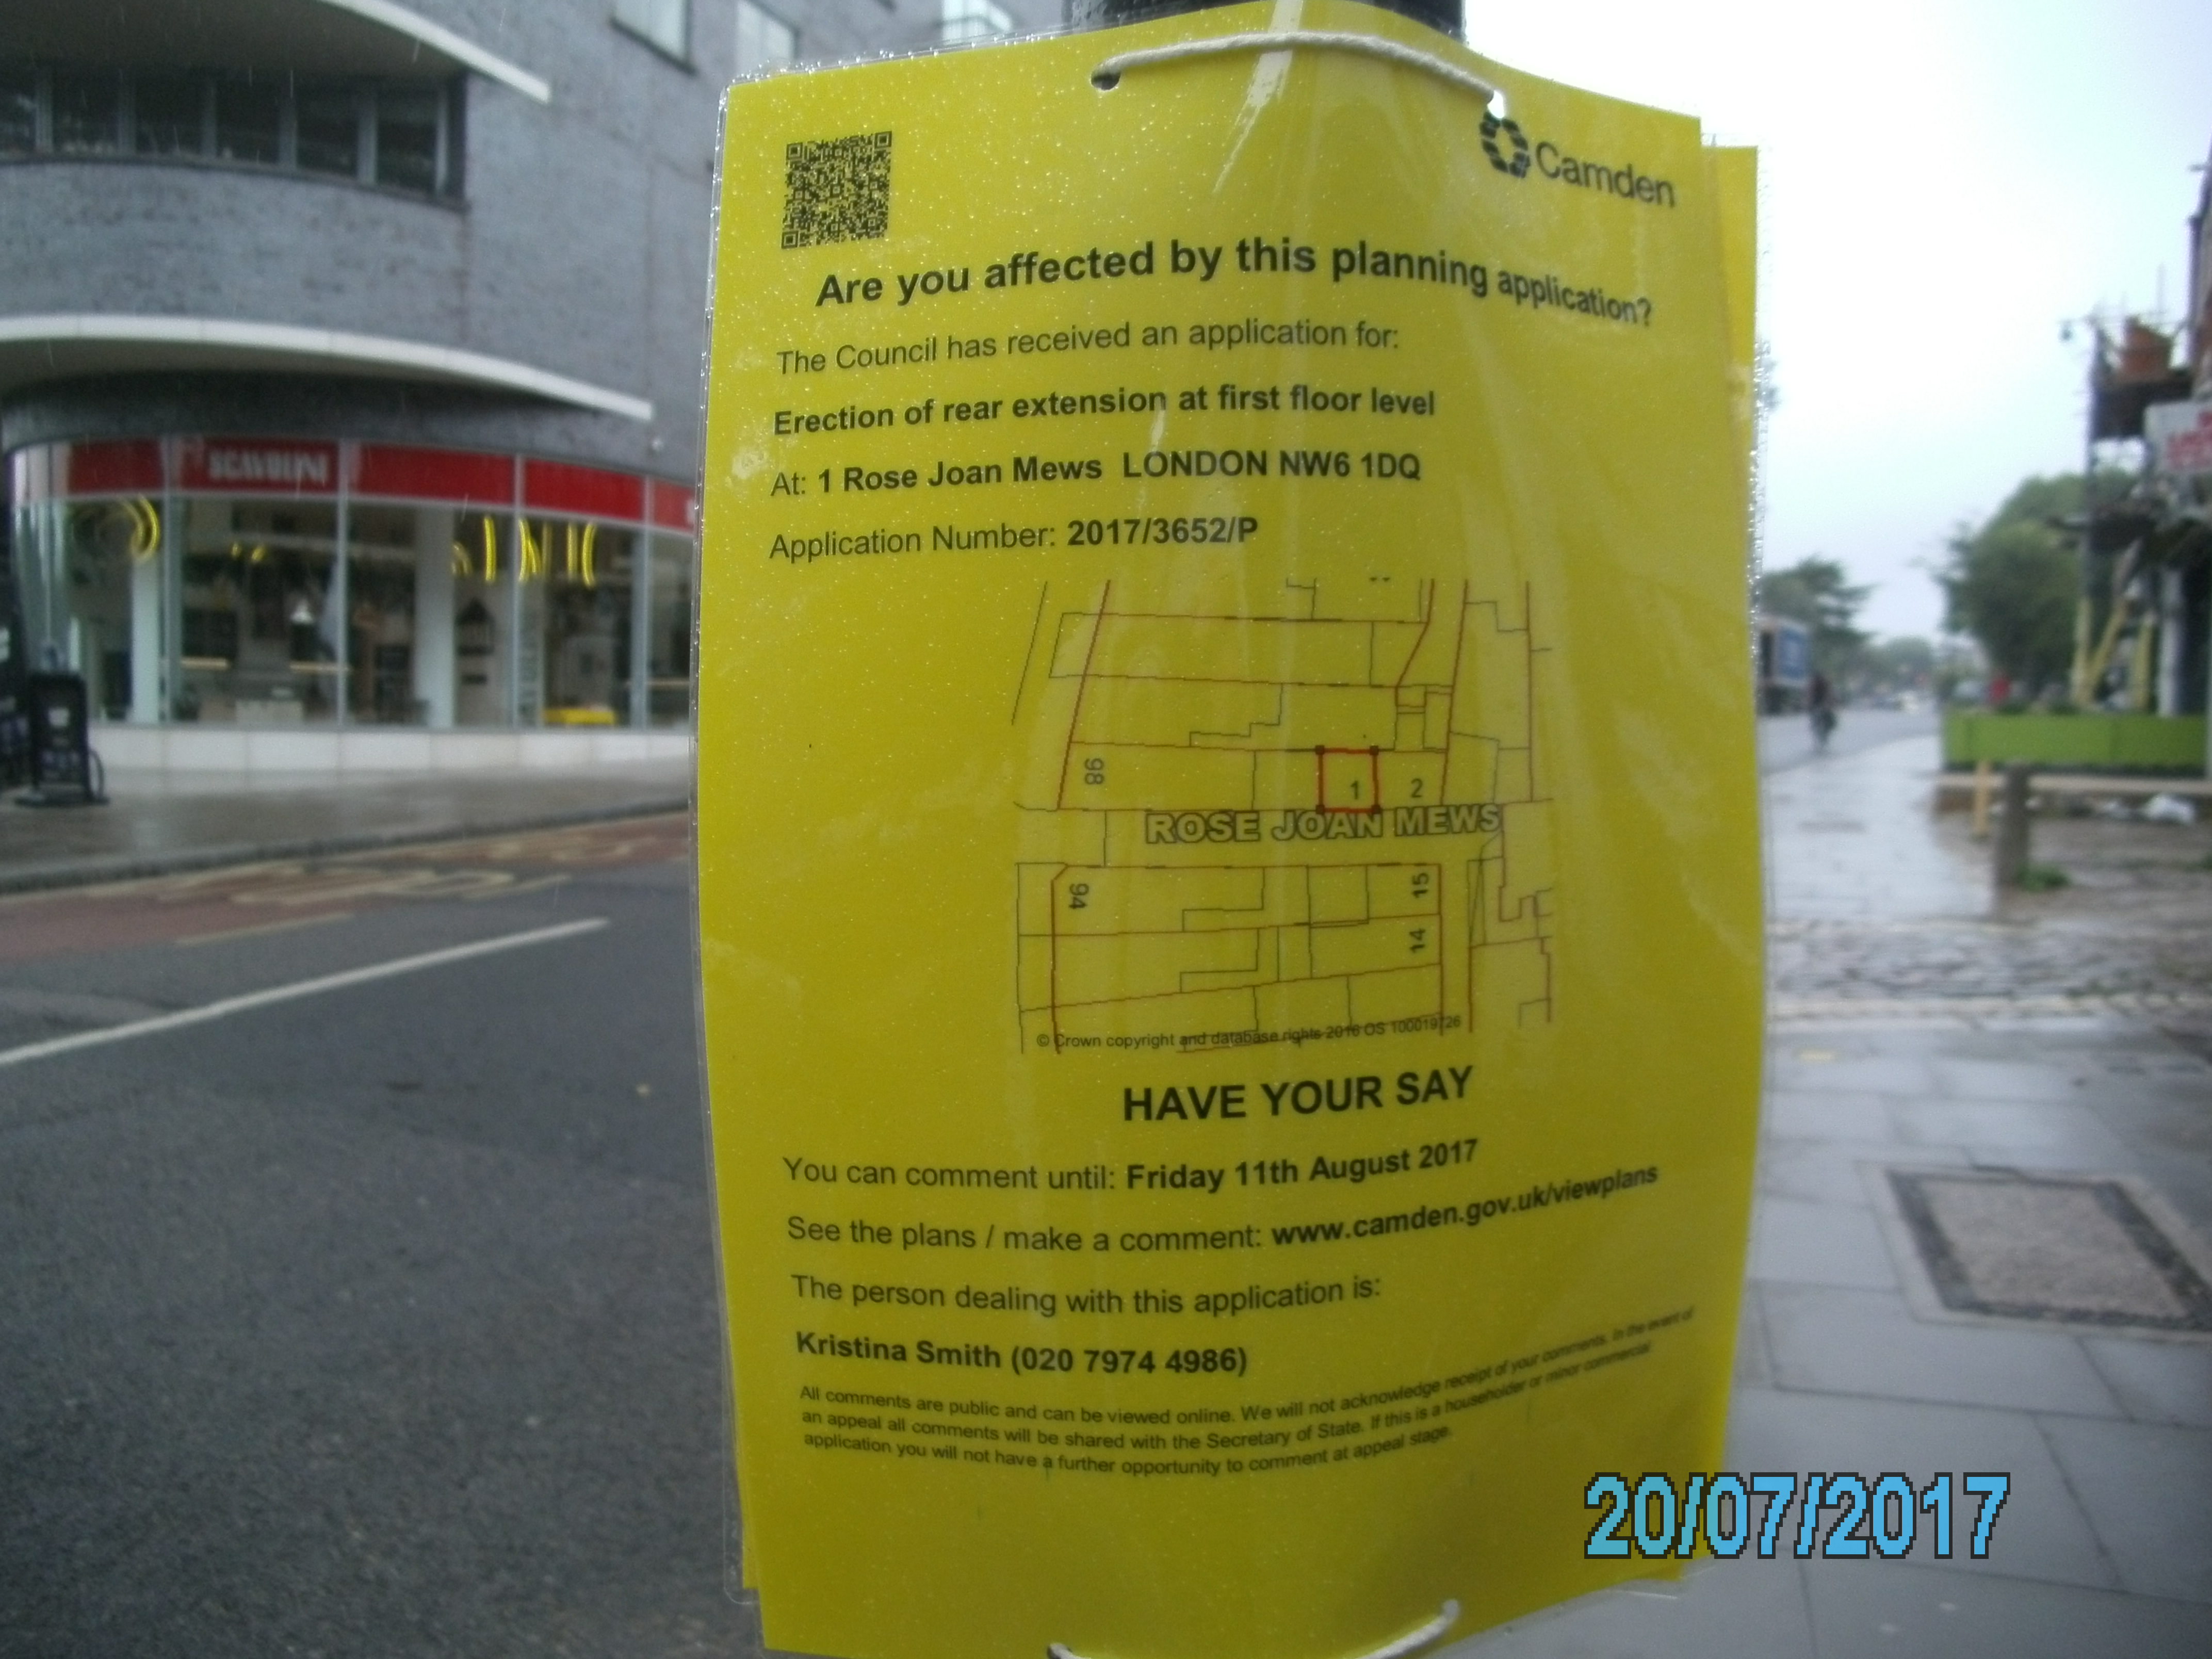 Camden
Are you affected by this planning application?
The Council has received an application for:
Erection of rear extension at first floor level
At: 1 Rose Joan Mews LONDON NW6 1DQ
Application Number: 2017/3652/P
98
1
2
ROSE JOAN MEWS
94
15
14
© Crown copyright and database rights 2016 OS 100019726
HAVE YOUR SAY
You can comment until: Friday 11th August 2017
See the plans / make a comment: www.camden.gov.uk/viewplans
The person dealing with this application is:
Kristina Smith (020 7974 4986)
All comments are public and can be viewed online. We will not acknowledge receipt of your comments. In the event of
an appeal all comments will be shared with the Secretary of State. If this is a householder or minor commercial
application you will not have a further opportunity to comment at appeal stage.
SCAVOLINI
20/07/2017